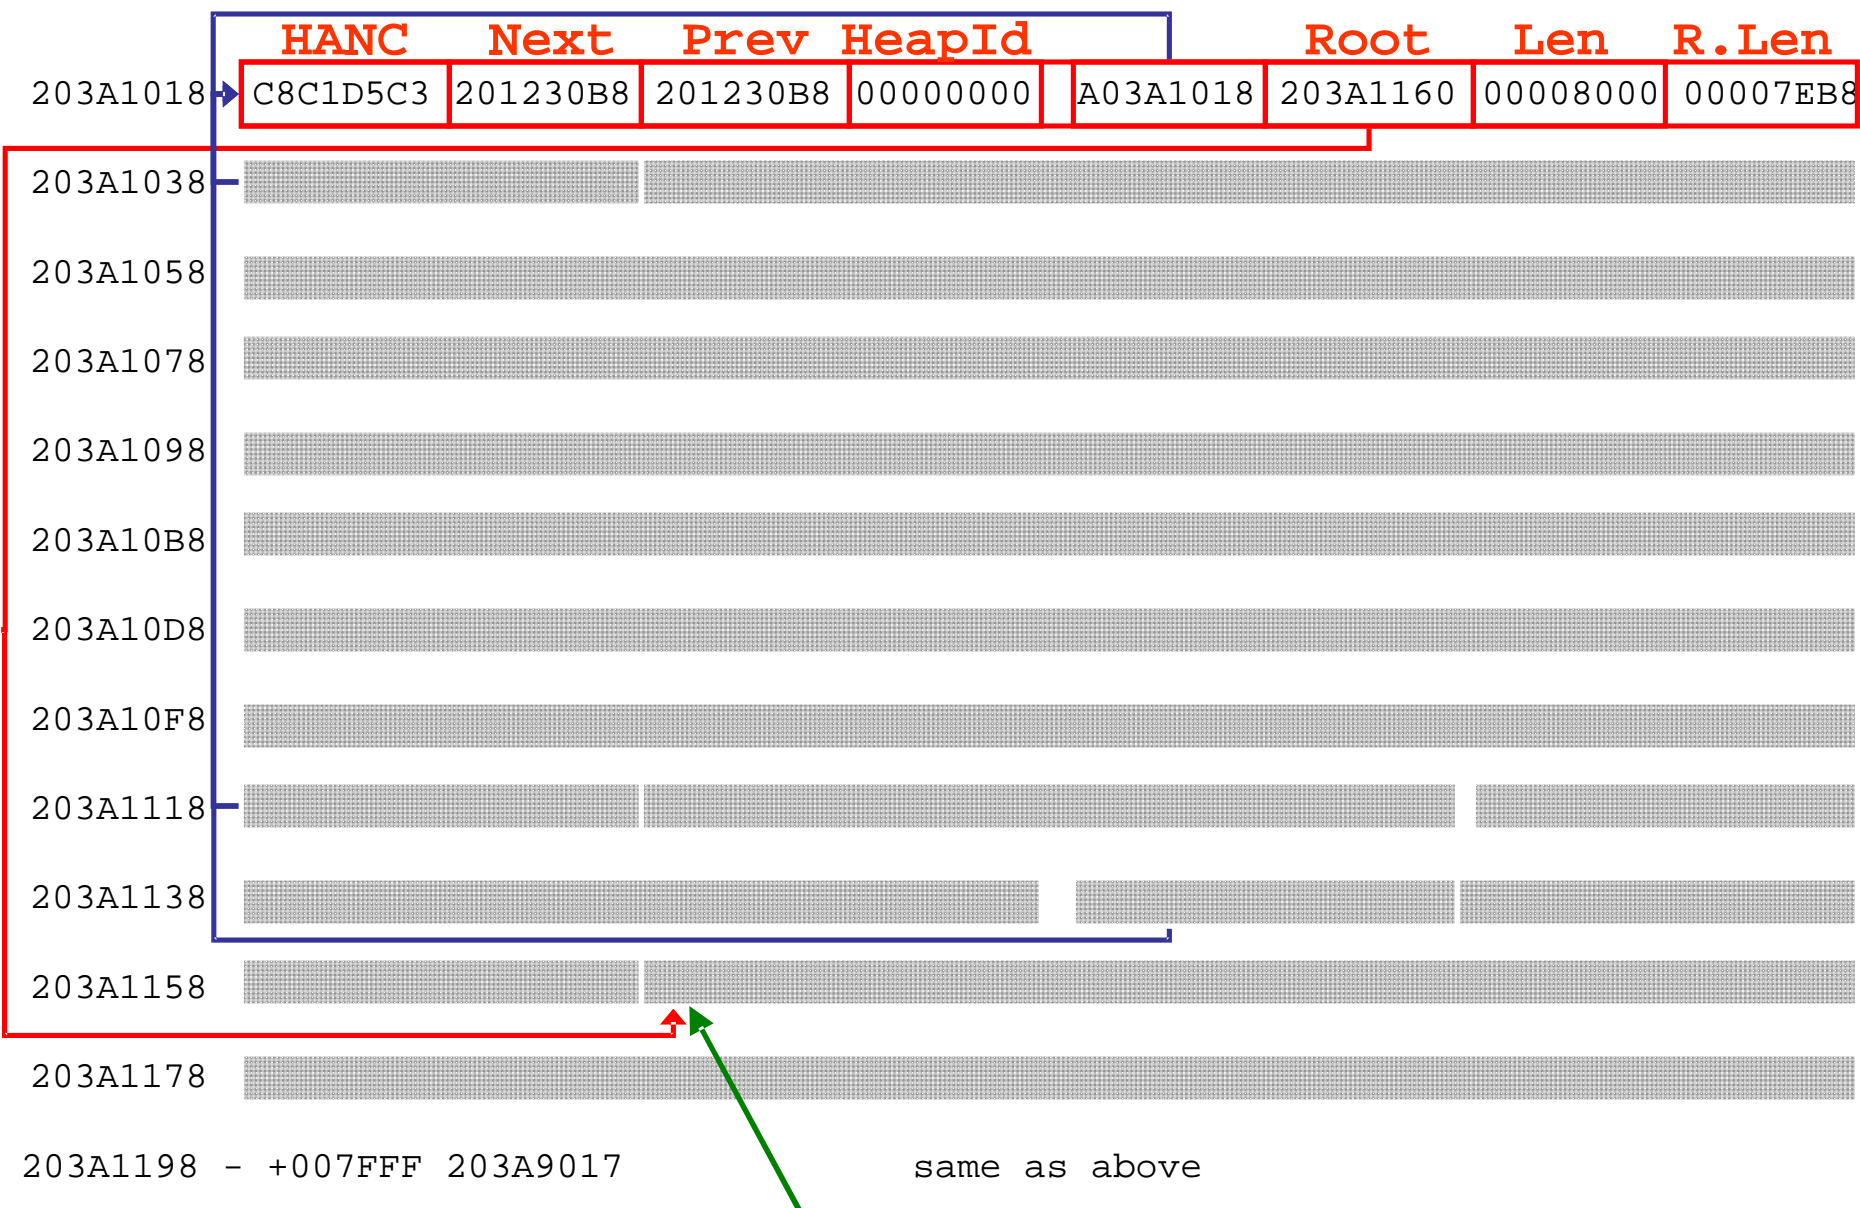 HANC Next Prev HeapId Root Len R.Len
203A1018 C8C1D5C3 201230B8 201230B8 00000000 A03A1018 203A1160 00008000 00007EB8
203A1038
203A1058
203A1078
203A1098
203A10B8
203A10D8
203A10F8
203A1118
203A1138
203A1158
203A1178
203A1198 - +007FFF 203A9017 same as above